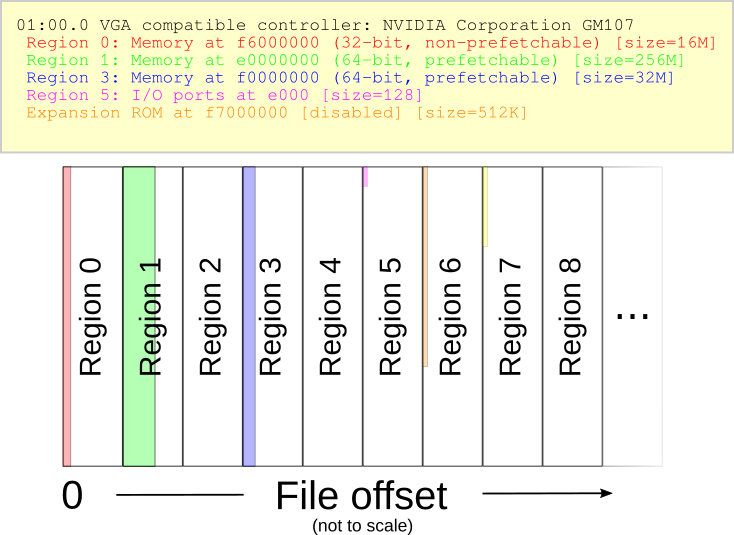 01:00.0 VGA compatible controller: NVIDIA Corporation GM107
Region 0: Memory at f6000000 (32-bit, non-prefetchable) [size=16M]
Region 1: Memory at e0000000 (64-bit, prefetchable) [size=256M]
Region 3: Memory at f0000000 (64-bit, prefetchable) [size=32M]
Region 5: I/O ports at e000 [size=128]
Expansion ROM at f7000000 [disabled] [size=512K]
Region 0
Region 1
Region 2
Region 3
Region 4
Region 5
Region 6
Region 7
Region 8
...
0 File offset
(not to scale)